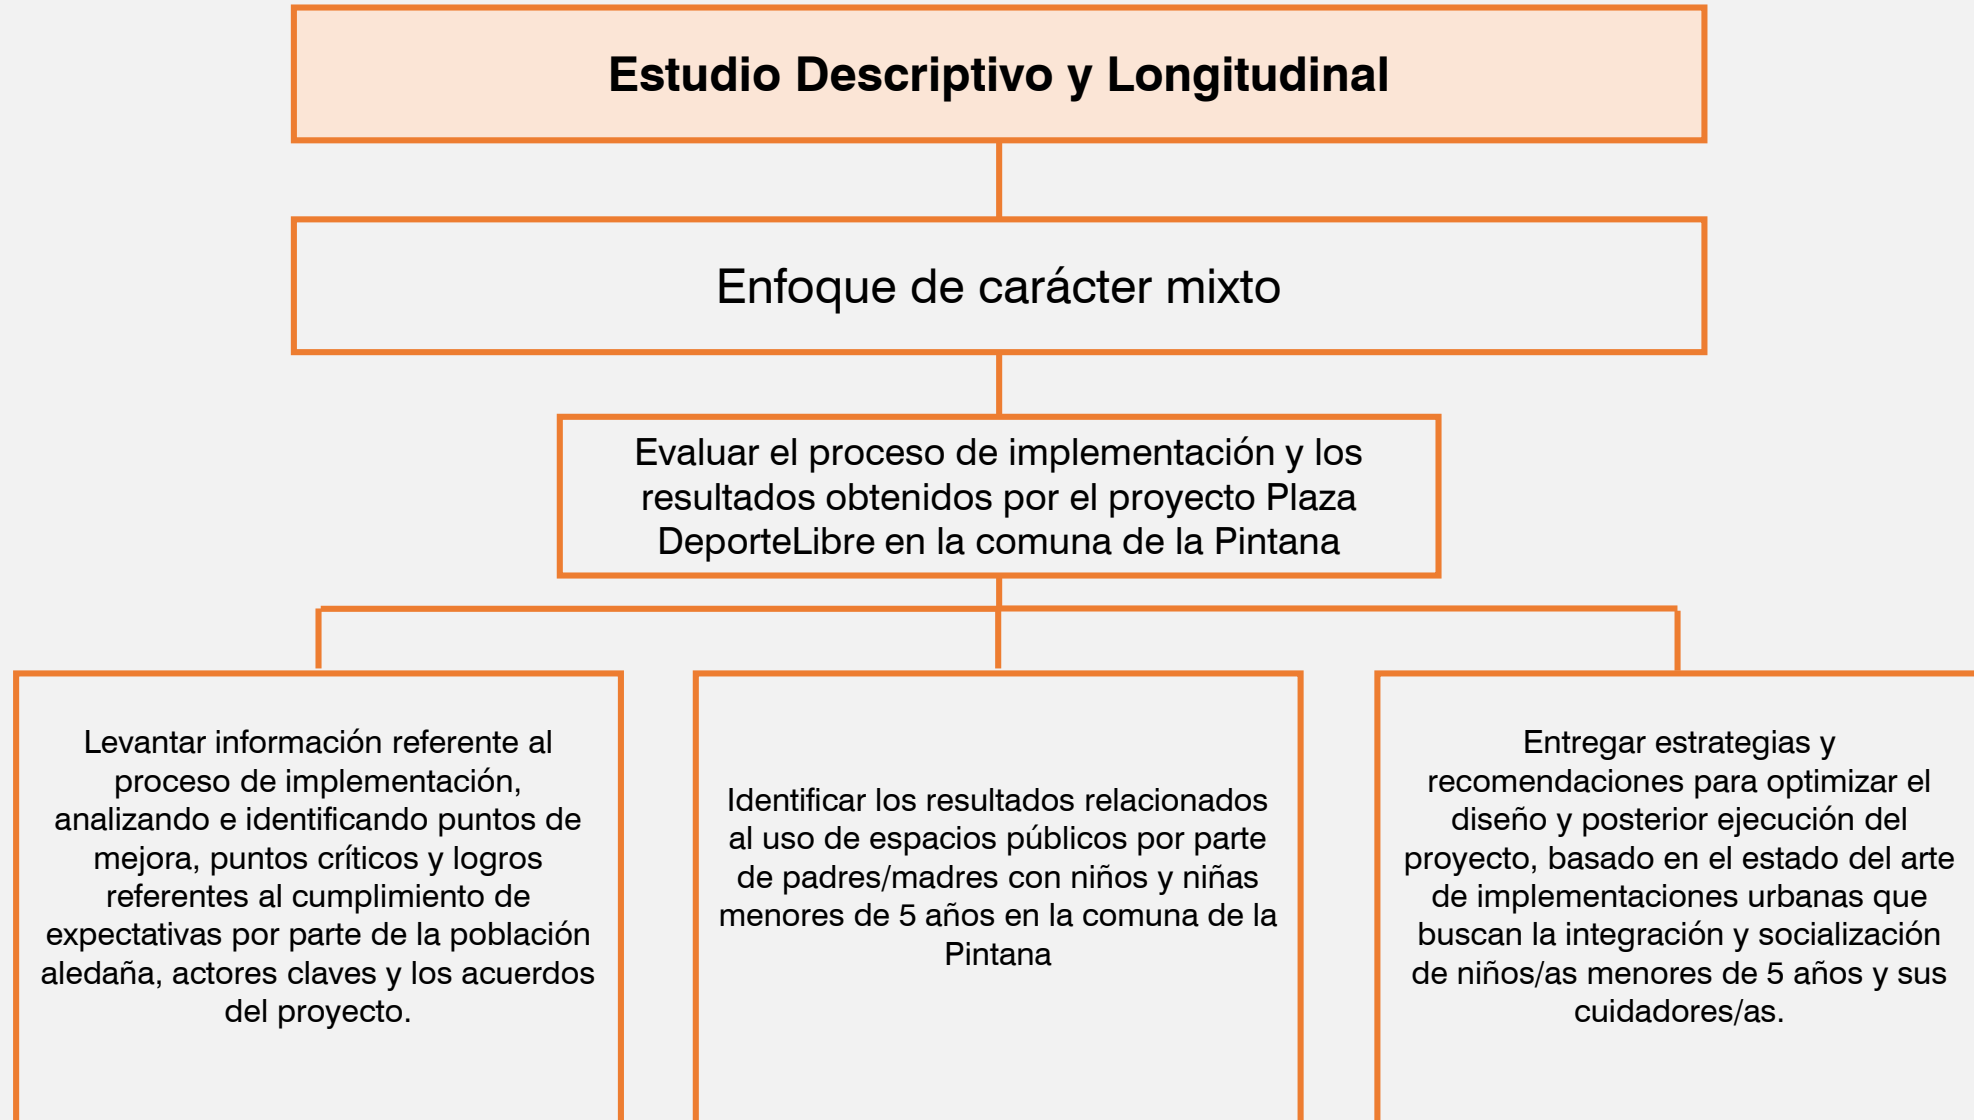 Estudio Descriptivo y Longitudinal
Enfoque de carácter mixto
Evaluar el proceso de implementación y los
resultados obtenidos por el proyecto Plaza
DeporteLibre en la comuna de la Pintana
Levantar información referente al
proceso de implementación,
analizando e identificando puntos de
mejora, puntos críticos y logros
referentes al cumplimiento de
expectativas por parte de la población
aledaña, actores claves y los acuerdos
del proyecto.
Identificar los resultados relacionados
al uso de espacios públicos por parte
de padres/madres con niños y niñas
menores de 5 años en la comuna de la
Pintana
Entregar estrategias y
recomendaciones para optimizar el
diseño y posterior ejecución del
proyecto, basado en el estado del arte
de implementaciones urbanas que
buscan la integración y socialización
de niños/as menores de 5 años y sus
cuidadores/as.